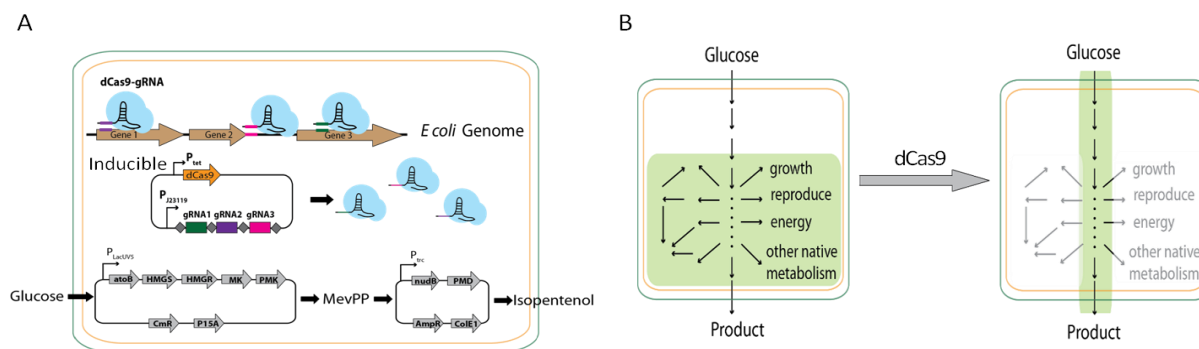 A
dCas9-gRNA
Gene 1
Gene 2
Gene 3
E coli Genome
Inducible
Ptet
dCas9
PJ23119
gRNA1 gRNA2 gRNA3
PLacUV5
atoB HMGS HMGR MK PMK
CmR P15A
Glucose
MevPP
Ptrc
nudB PMD
AmpR ColE1
Isopentenol
B
Glucose
growth
reproduce
energy
other native
metabolism
Product
dCas9
Glucose
growth
reproduce
energy
other native
metabolism
Product